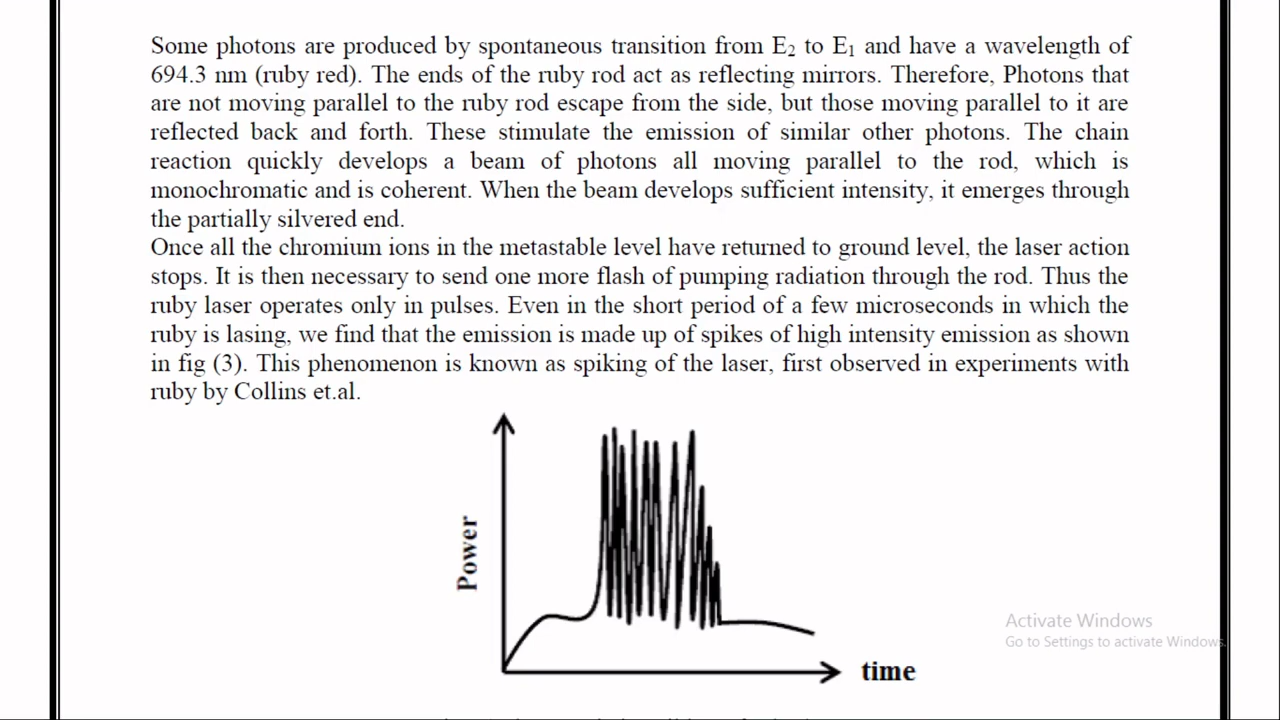 Some photons are produced by spontaneous transition from E₂ to E₁ and have a wavelength of
694.3 nm (ruby red). The ends of the ruby rod act as reflecting mirrors. Therefore, Photons that
are not moving parallel to the ruby rod escape from the side, but those moving parallel to it are
reflected back and forth. These stimulate the emission of similar other photons. The chain
reaction quickly develops a beam of photons all moving parallel to the rod, which is
monochromatic and is coherent. When the beam develops sufficient intensity, it emerges through
the partially silvered end.
Once all the chromium ions in the metastable level have returned to ground level, the laser action
stops. It is then necessary to send one more flash of pumping radiation through the rod. Thus the
ruby laser operates only in pulses. Even in the short period of a few microseconds in which the
ruby is lasing, we find that the emission is made up of spikes of high intensity emission as shown
in fig (3). This phenomenon is known as spiking of the laser, first observed in experiments with
ruby by Collins et.al.
Power
time
Activate Windows
Go to Settings to activate Windows.